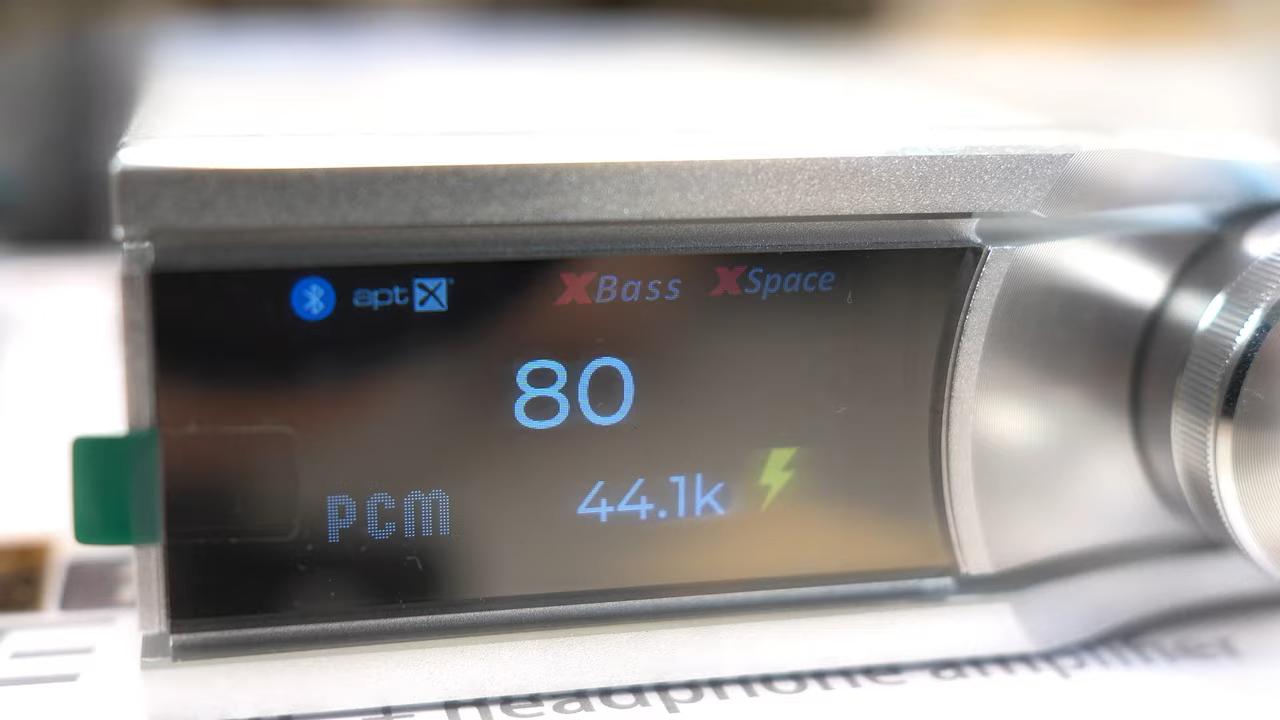 aptX XBass XSpace
80
PCM 44.1k
+ headphone amplifier